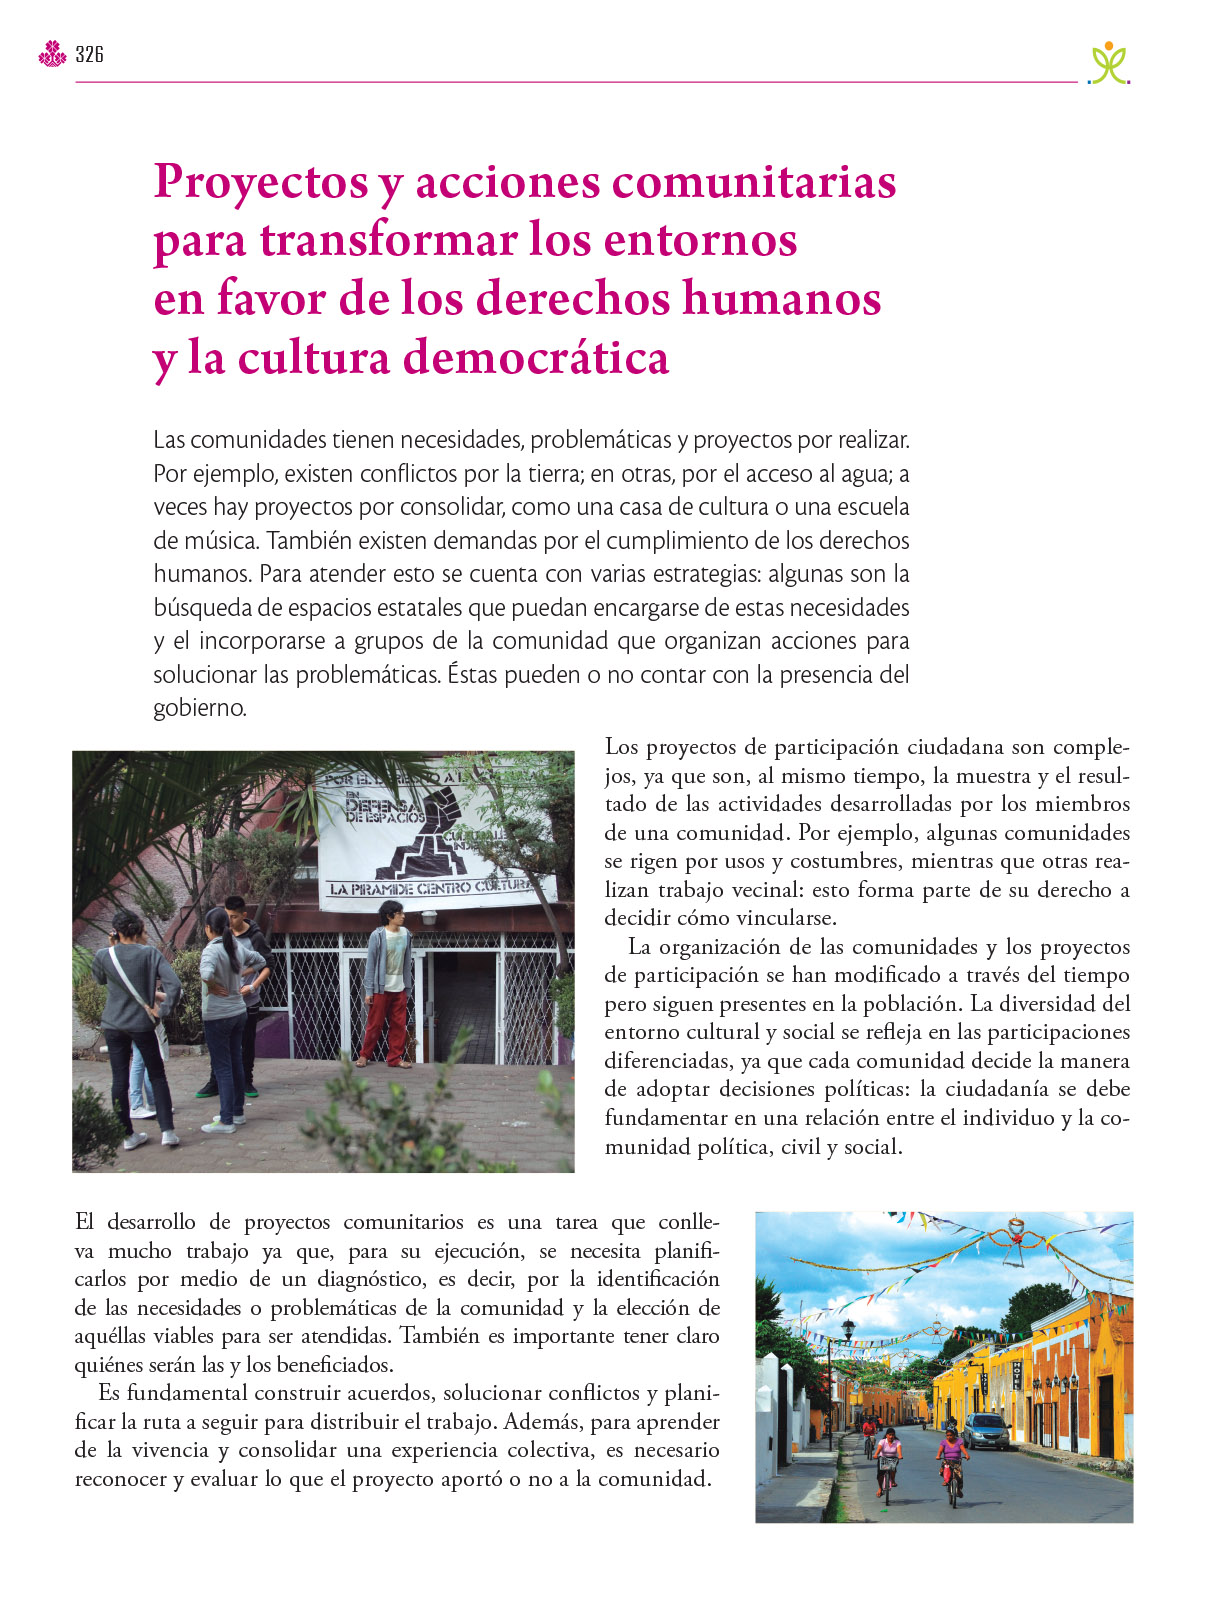 326
Proyectos y acciones comunitarias
para transformar los entornos
en favor de los derechos humanos
y la cultura democrática
Las comunidades tienen necesidades, problemáticas y proyectos por realizar.
Por ejemplo, existen conflictos por la tierra; en otras, por el acceso al agua; a
veces hay proyectos por consolidar, como una casa de cultura o una escuela
de música. También existen demandas por el cumplimiento de los derechos
humanos. Para atender esto se cuenta con varias estrategias: algunas son la
búsqueda de espacios estatales que puedan encargarse de estas necesidades
y el incorporarse a grupos de la comunidad que organizan acciones para
solucionar las problemáticas. Éstas pueden o no contar con la presencia del
gobierno.
POR EL DERECHO A L
EN
DEFENSA
DE ESPACIOS
LA PIRAMIDE CENTRO CULTURA
Los proyectos de participación ciudadana son comple-
jos, ya que son, al mismo tiempo, la muestra y el resul-
tado de las actividades desarrolladas por los miembros
de una comunidad. Por ejemplo, algunas comunidades
se rigen por usos y costumbres, mientras que otras rea-
lizan trabajo vecinal: esto forma parte de su derecho a
decidir cómo vincularse.
La organización de las comunidades y los proyectos
de participación se han modificado a través del tiempo
pero siguen presentes en la población. La diversidad del
entorno cultural y social se refleja en las participaciones
diferenciadas, ya que cada comunidad decide la manera
de adoptar decisiones políticas: la ciudadanía se debe
fundamentar en una relación entre el individuo y la co-
munidad política, civil y social.
El desarrollo de proyectos comunitarios es una tarea que conlle-
va mucho trabajo ya que, para su ejecución, se necesita planifi-
carlos por medio de un diagnóstico, es decir, por la identificación
de las necesidades o problemáticas de la comunidad y la elección de
aquéllas viables para ser atendidas. También es importante tener claro
quiénes serán las y los beneficiados.
Es fundamental construir acuerdos, solucionar conflictos y plani-
ficar la ruta a seguir para distribuir el trabajo. Además, para aprender
de la vivencia y consolidar una experiencia colectiva, es necesario
reconocer y evaluar lo que el proyecto aportó o no a la comunidad.
HOTEL